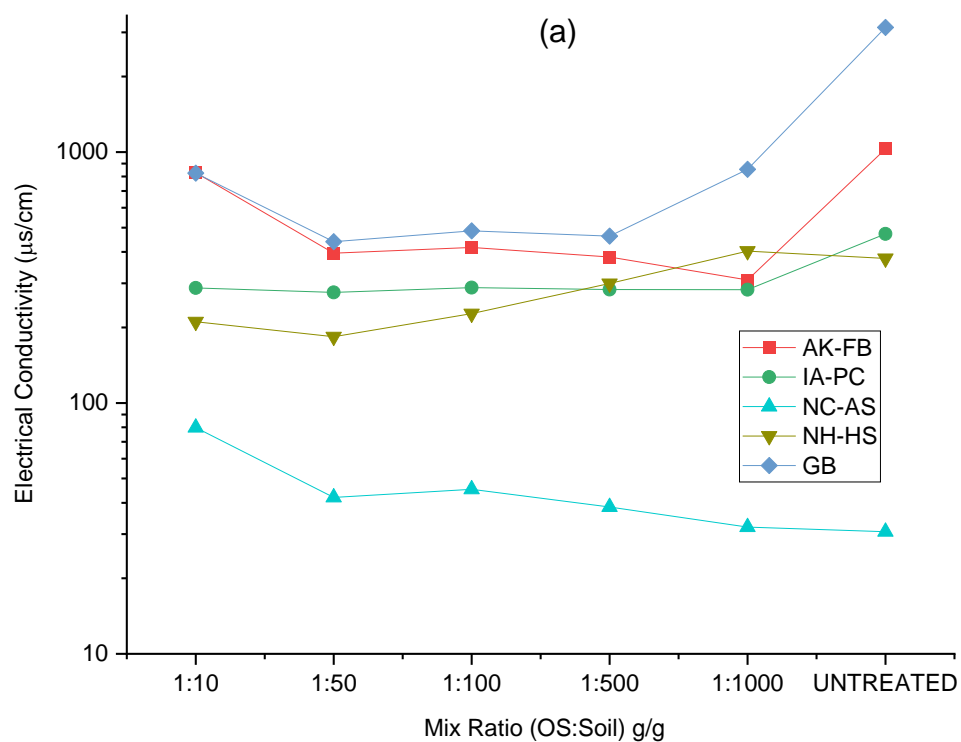 (a)
Electrical Conductivity (μs/cm)
1000
100
10
AK-FB
IA-PC
NC-AS
NH-HS
GB
1:10 1:50 1:100 1:500 1:1000 UNTREATED
Mix Ratio (OS:Soil) g/g